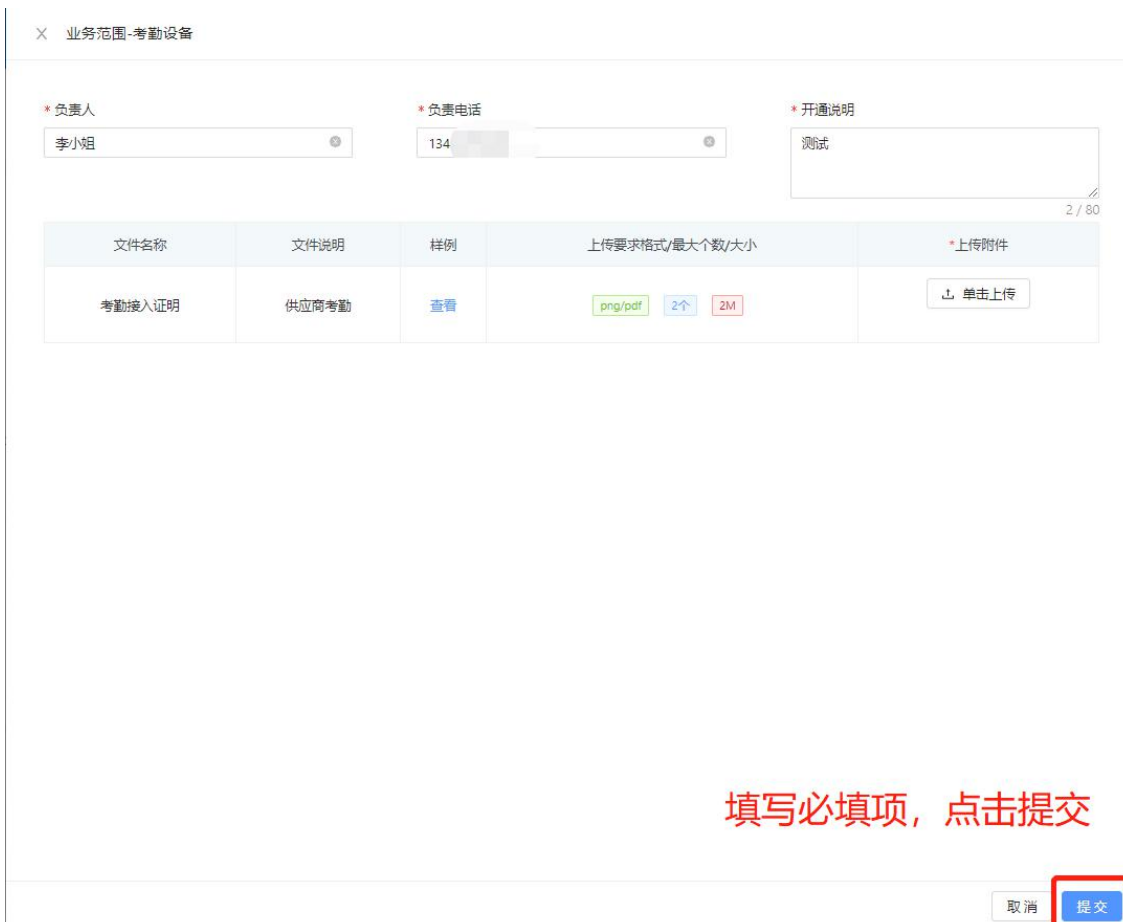 业务范围-考勤设备
* 负责人
* 负责电话
* 开通说明
李小姐
134
测试
2 / 80
文件名称 文件说明 样例 上传要求格式/最大个数/大小 *上传附件
考勤接入证明 供应商考勤 查看 png/pdf 2个 2M 单击上传
填写必填项，点击提交
取消 提交